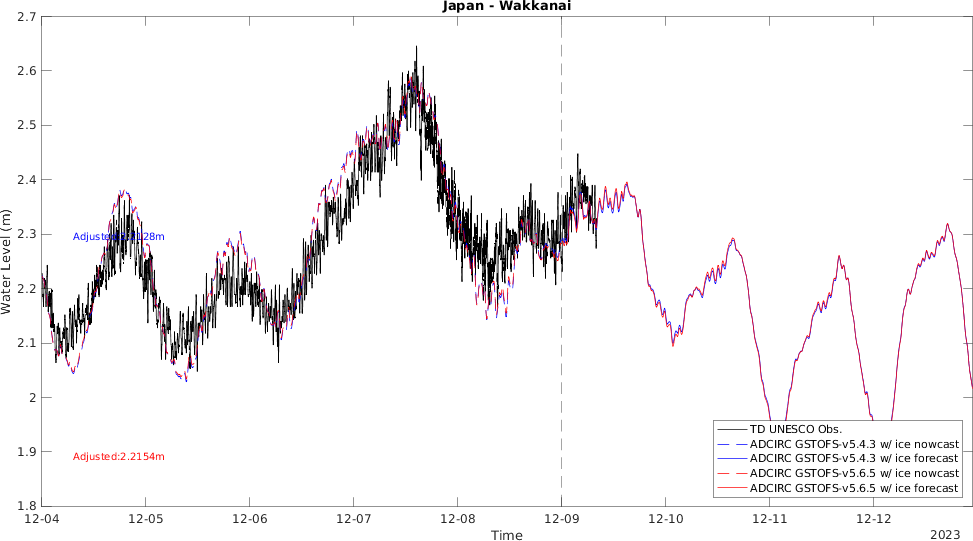 Japan - Wakkanai
2.7
2.6
2.5
2.4
2.3
2.2
2.1
2
1.9
1.8
Water Level (m)
Adjusted:
28m
Adjusted:2.2154m
TD UNESCO Obs.
ADCIRC GSTOFS-v5.4.3 w/ ice nowcast
ADCIRC GSTOFS-v5.4.3 w/ ice forecast
ADCIRC GSTOFS-v5.6.5 w/ ice nowcast
ADCIRC GSTOFS-v5.6.5 w/ ice forecast
12-04
12-05
12-06
12-07
12-08
12-09
12-10
12-11
12-12
Time
2023